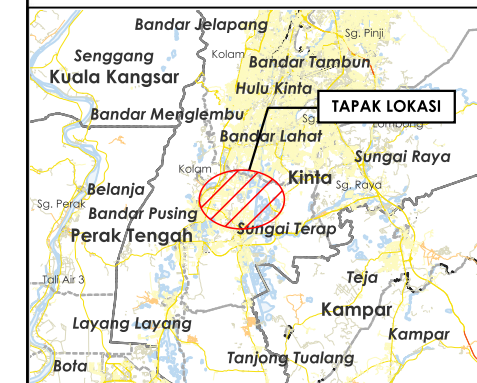 Bandar Jelapang
Sg. Pinji
Senggang
Kolam
Bandar Tambun
Kuala Kangsar
Hulu Kinta
TAPAK LOKASI
Bandar Menglembu
Sg.
Bandar Lahat
Sungai Raya
Kolam
Kinta
Sg. Raya
Belanja
Sg. Perak
Bandar Pusing
Sungai Terap
Perak Tengah
Tali Air 3
Teja
Kampar
Layang Layang
Kampar
Tanjong Tualang
Bota